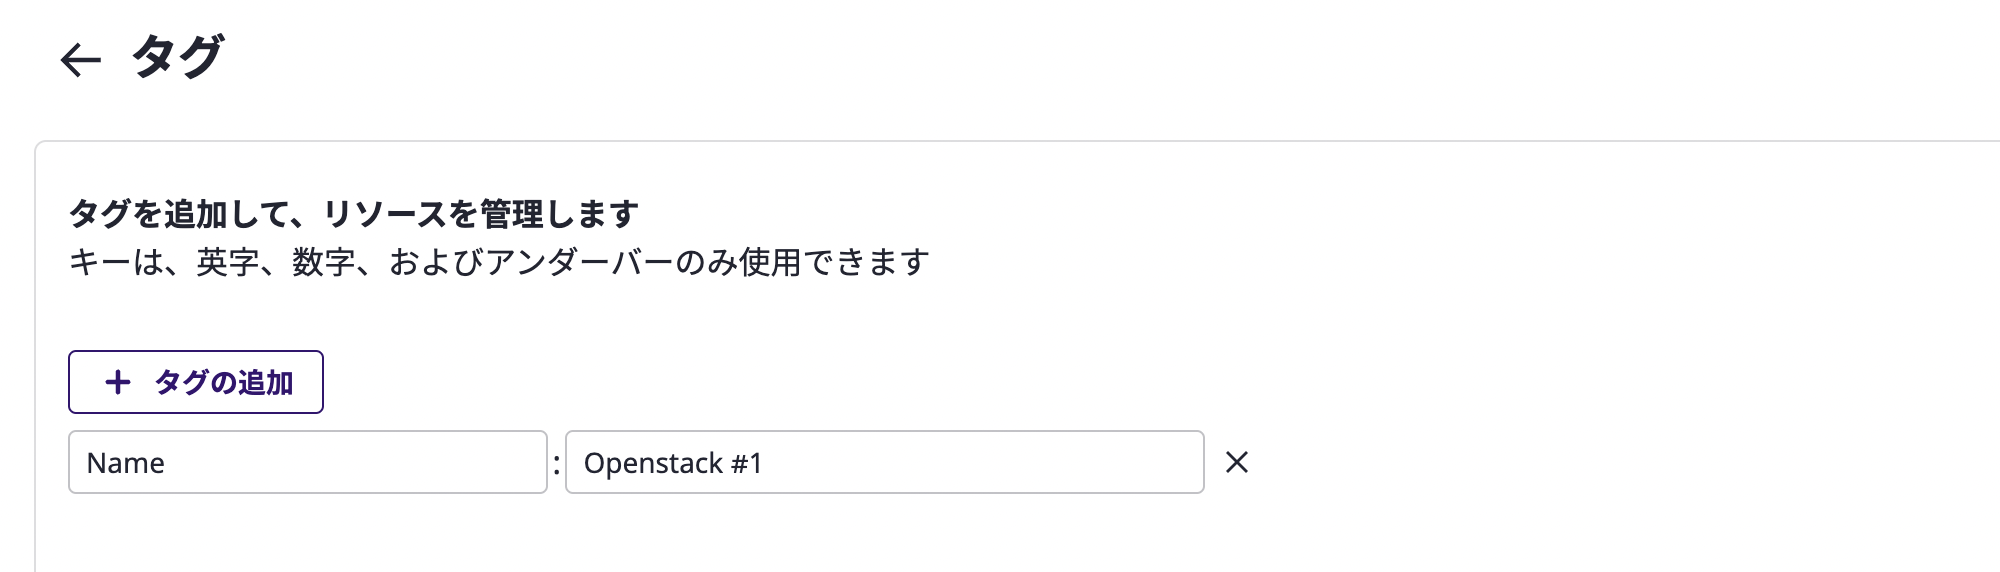 タグ
タグを追加して、リソースを管理します
キーは、英字、数字、およびアンダーバーのみ使用できます
+ タグの追加
Name : Openstack #1